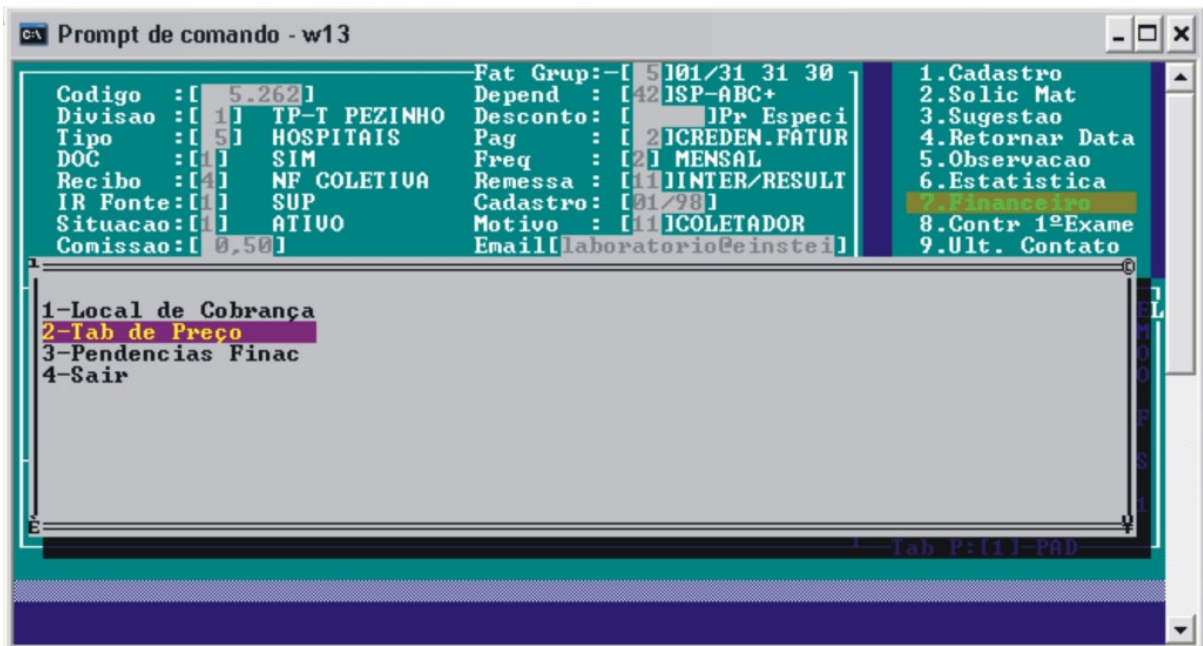 Prompt de comando - w13
Fat Grup:-[ 5]01/31 31 30
Codigo :[ 5.262] Depend : [42]SP-ABC+
Divisao :[ 1] TP-T PEZINHO Desconto: [ ]Pr Especi
Tipo :[ 5] HOSPITAIS Pag : [ 2]CREDEN.FATUR
DOC :[1] SIM Freq : [2] MENSAL
Recibo :[4] NF COLETIVA Remessa : [11]INTER/RESULT
IR Fonte:[1] SUP Cadastro: [01/98]
Situacao:[1] ATIVO Motivo : [11]COLETADOR
Comissao:[ 0,50] Email[laboratorio@einstei]
1.Cadastro
2.Solic Mat
3.Sugestao
4.Retornar Data
5.Observacao
6.Estatistica
7.Financeiro
8.Contr 1ºExame
9.Ult. Contato
1-Local de Cobrança
2-Tab de Preço
3-Pendencias Finac
4-Sair
Tab P:[1]-PAD